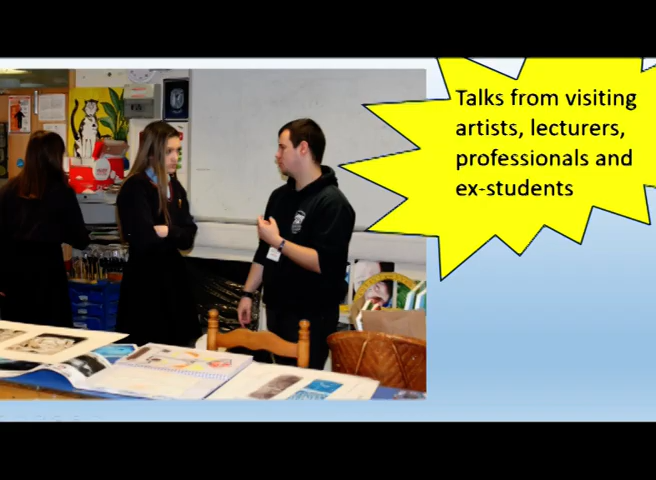 Talks from visiting
artists, lecturers,
professionals and
ex-students